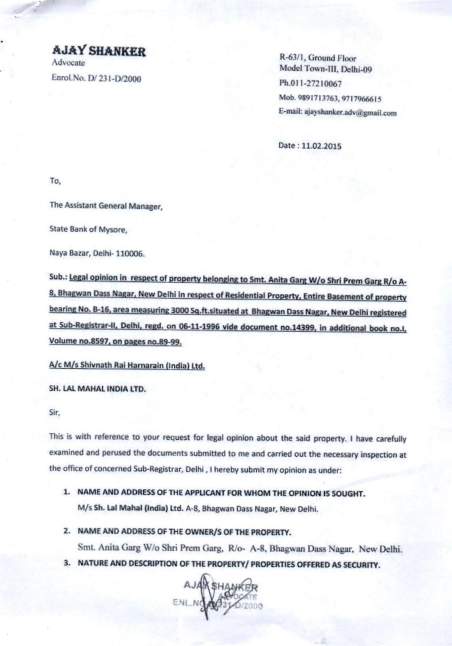 AJAY SHANKER
Advocate
Enrol.No. D/ 231-D/2000
R-63/1, Ground Floor
Model Town-III, Delhi-09
Ph.011-27210067
Mob. 9891713763, 9717966615
E-mail: ajayshanker.adv@gmail.com
Date : 11.02.2015
To,
The Assistant General Manager,
State Bank of Mysore,
Naya Bazar, Delhi- 110006.
Sub.: Legal opinion in respect of property belonging to Smt. Anita Garg W/o Shri Prem Garg R/o A-
8, Bhagwan Dass Nagar, New Delhi in respect of Residential Property, Entire Basement of property
bearing No. B-16, area measuring 3000 Sq.ft.situated at Bhagwan Dass Nagar, New Delhi registered
at Sub-Registrar-II, Delhi, regd. on 06-11-1996 vide document no.14399, in additional book no.I,
Volume no.8597, on pages no.89-99.
A/c M/s Shivnath Rai Harnarain (India) Ltd.
SH. LAL MAHAL INDIA LTD.
Sir,
This is with reference to your request for legal opinion about the said property. I have carefully
examined and perused the documents submitted to me and carried out the necessary inspection at
the office of concerned Sub-Registrar, Delhi , I hereby submit my opinion as under:
1. NAME AND ADDRESS OF THE APPLICANT FOR WHOM THE OPINION IS SOUGHT.
M/s Sh. Lal Mahal (India) Ltd. A-8, Bhagwan Dass Nagar, New Delhi.
2. NAME AND ADDRESS OF THE OWNER/S OF THE PROPERTY.
Smt. Anita Garg W/o Shri Prem Garg, R/o- A-8, Bhagwan Dass Nagar, New Delhi.
3. NATURE AND DESCRIPTION OF THE PROPERTY/ PROPERTIES OFFERED AS SECURITY.
AJAY SHANKER
ADVOCATE
ENL.NO. 231-D/2000